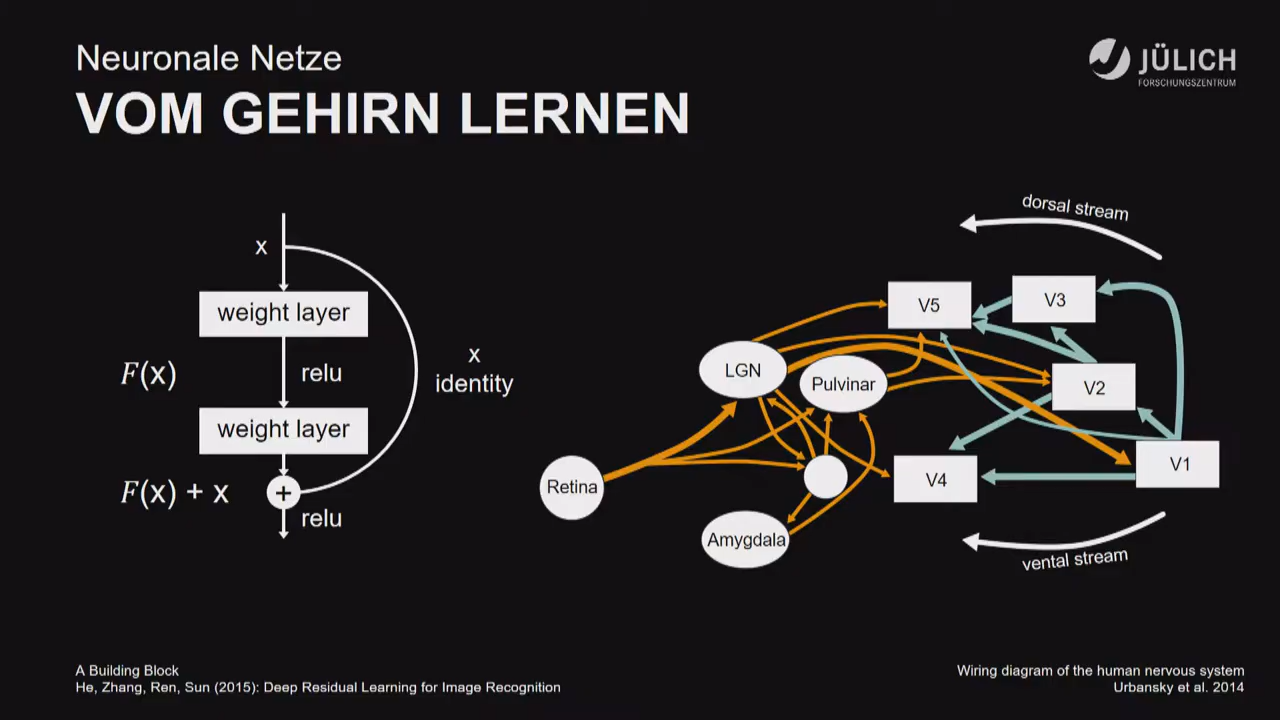 Neuronale Netze
VOM GEHIRN LERNEN
JÜLICH
FORSCHUNGSZENTRUM
x
weight layer
F(x)
relu
x
identity
weight layer
F(x) + x
+
relu
dorsal stream
V5
V3
LGN
Pulvinar
V2
V1
V4
Retina
Amygdala
vental stream
A Building Block
He, Zhang, Ren, Sun (2015): Deep Residual Learning for Image Recognition
Wiring diagram of the human nervous system
Urbansky et al. 2014